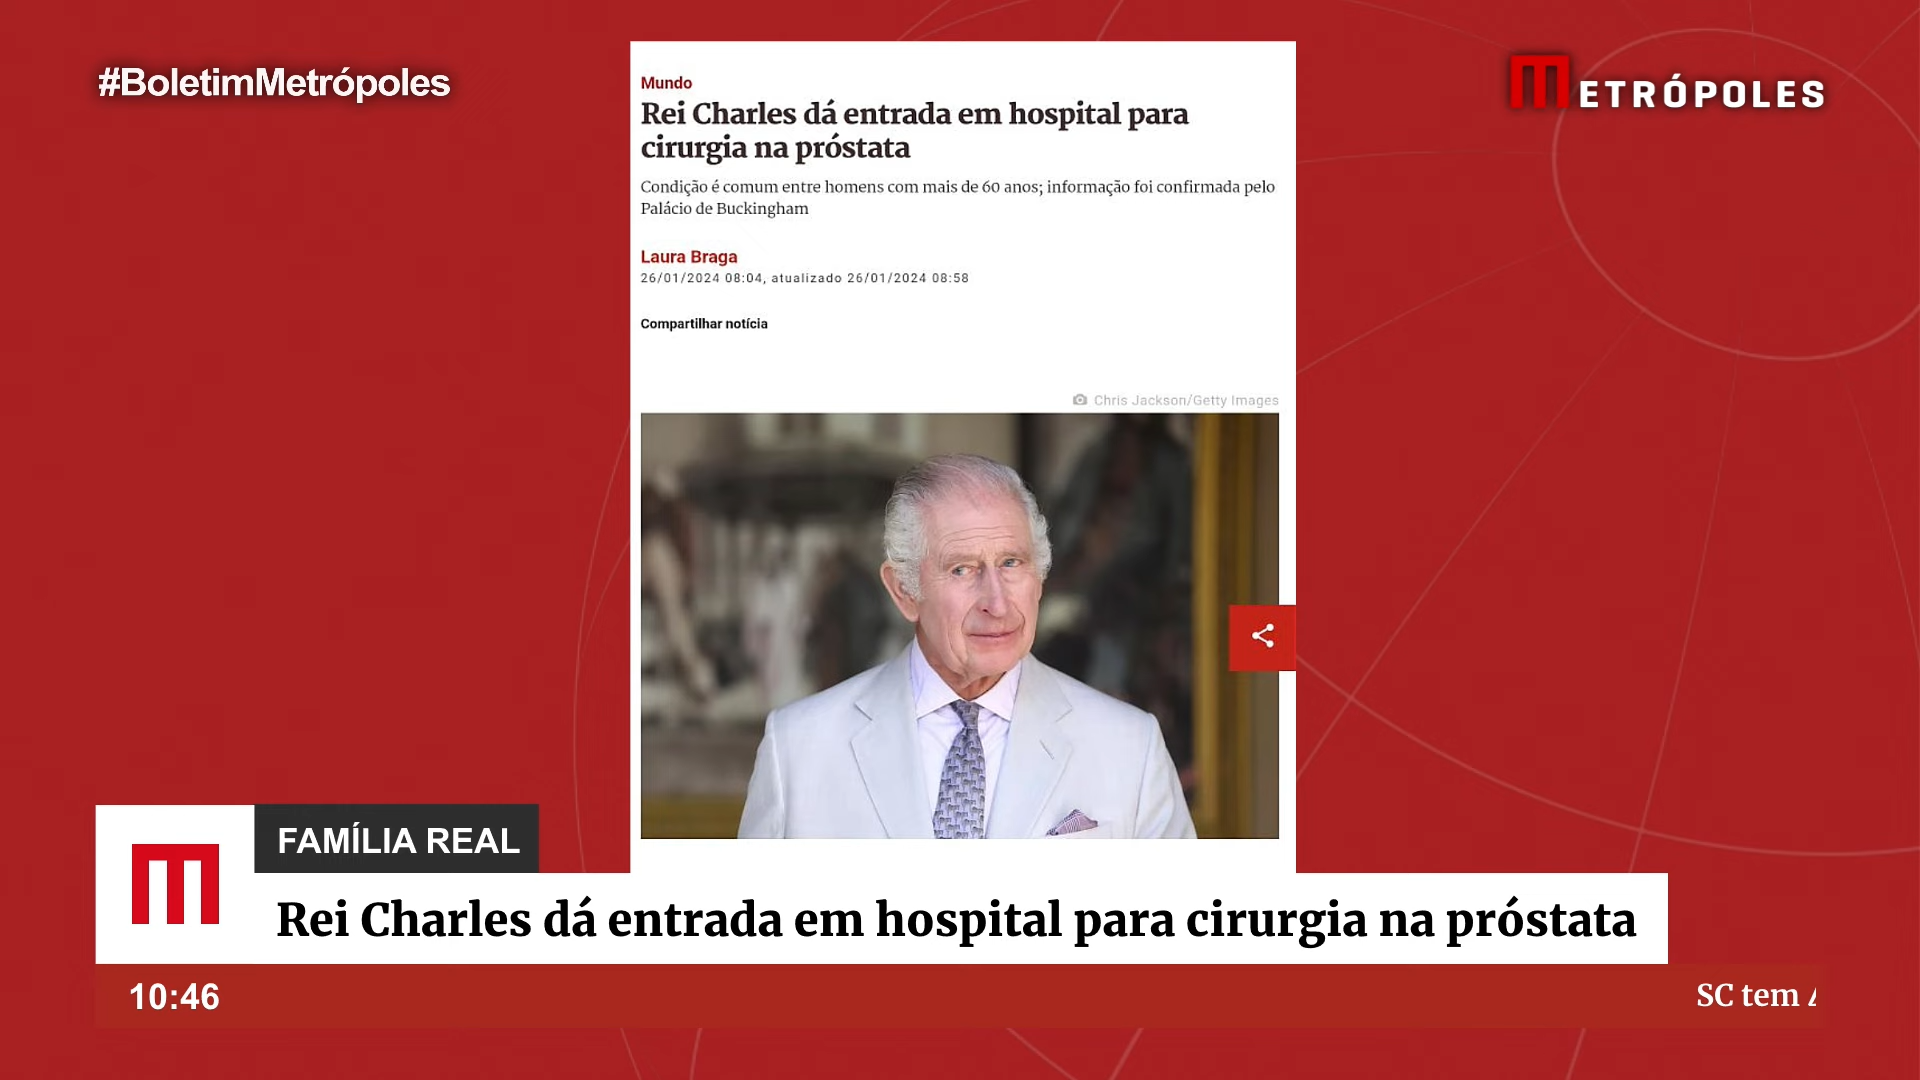 #BoletimMetrópoles
METRÓPOLES
Mundo
Rei Charles dá entrada em hospital para
cirurgia na próstata
Condição é comum entre homens com mais de 60 anos; informação foi confirmada pelo
Palácio de Buckingham
Laura Braga
26/01/2024 08:04, atualizado 26/01/2024 08:58
Compartilhar notícia
Chris Jackson/Getty Images
FAMÍLIA REAL
M
Rei Charles dá entrada em hospital para cirurgia na próstata
10:46
SC tem